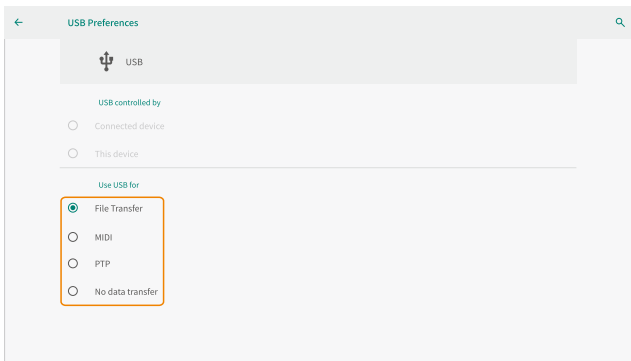 USB Preferences
USB
USB controlled by
Connected device
This device
Use USB for
File Transfer
MIDI
PTP
No data transfer